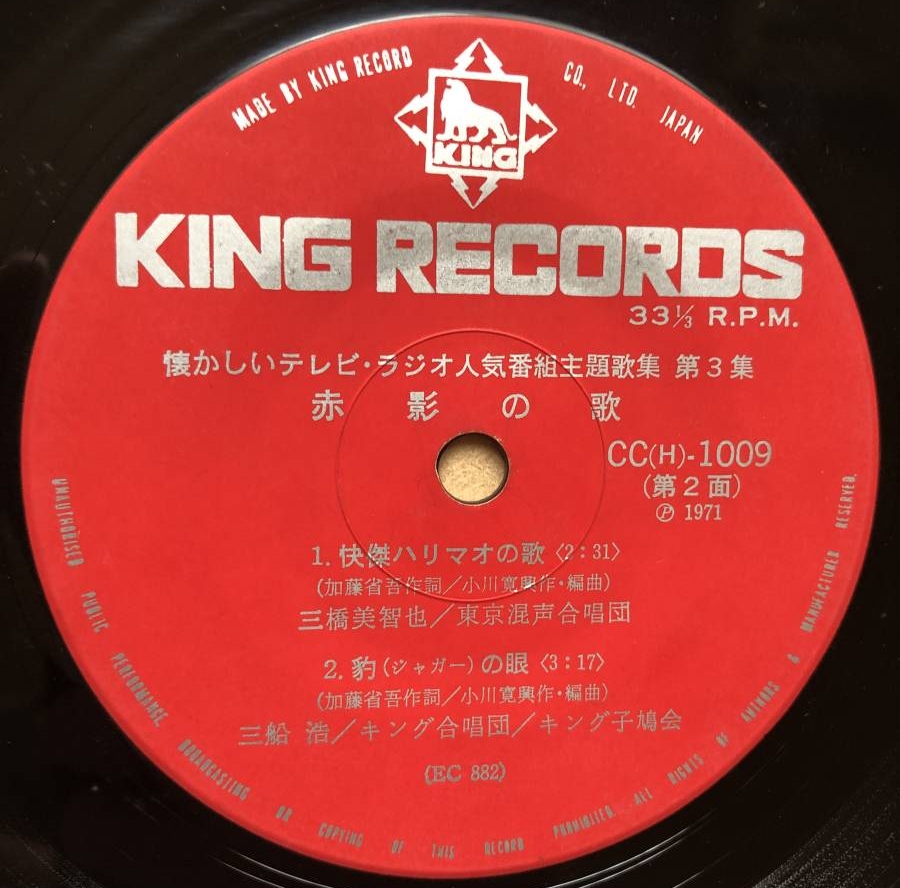 MADE BY KING RECORD CO., LTD. JAPAN
KING
KING RECORDS
33⅓ R.P.M.
懐かしいテレビ・ラジオ人気番組主題歌集 第3集
赤影の歌
CC(H)-1009
(第2面)
Ⓟ 1971
1. 快傑ハリマオの歌〈2:31〉
(加藤省吾作詞/小川寛興作・編曲)
三橋美智也/東京混声合唱団
2. 豹(ジャガー)の眼〈3:17〉
(加藤省吾作詞/小川寛興作・編曲)
三船 浩/キング合唱団/キング子鳩会
(EC 882)
UNAUTHORISED PUBLIC PERFORMANCE BROADCASTING OR COPYING OF THIS RECORD PROHIBITED. ALL RIGHTS OF AUTHORS & MANUFACTURER RESERVED.